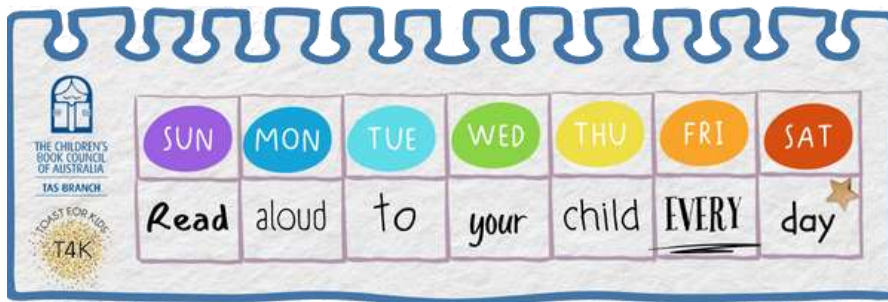 THE CHILDREN'S
BOOK COUNCIL
OF AUSTRALIA
TAS BRANCH
TOAST FOR KIDS
T4K
SUN MON TUE WED THU FRI SAT
Read aloud to your child EVERY day